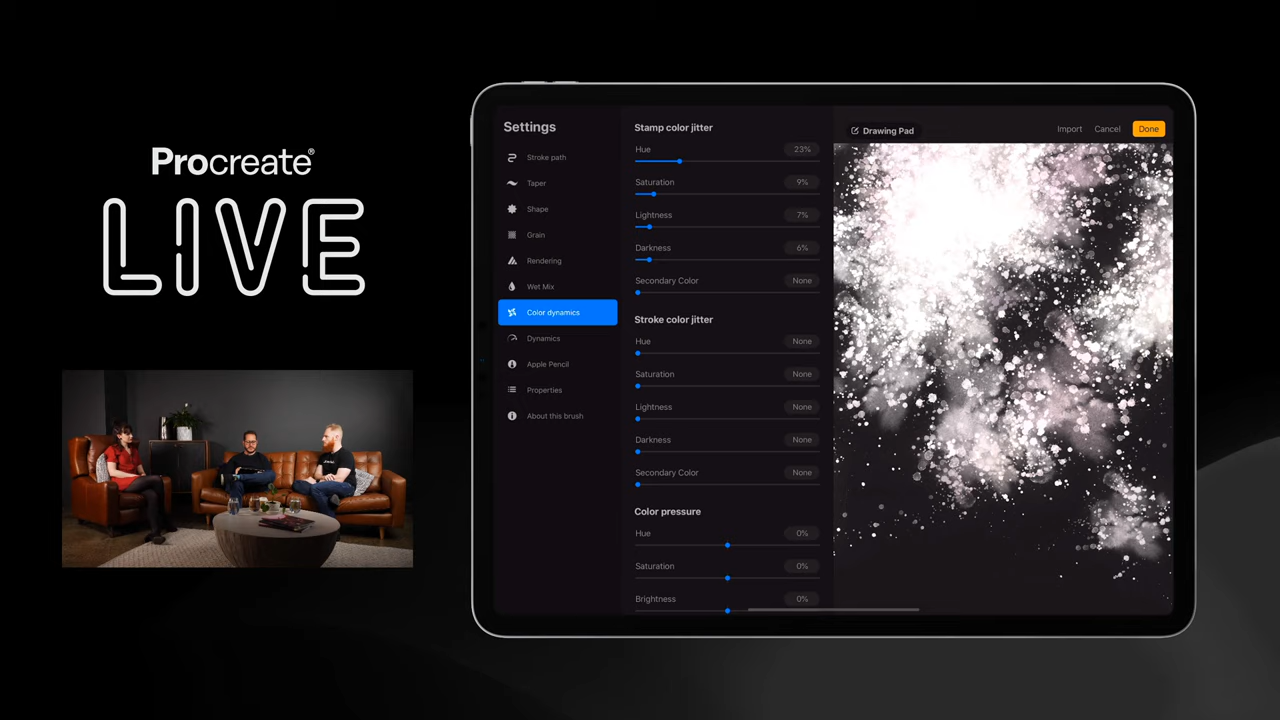 Procreate®
LIVE
Settings
Stroke path
Taper
Shape
Grain
Rendering
Wet Mix
Color dynamics
Dynamics
Apple Pencil
Properties
About this brush
Stamp color jitter
Hue 23%
Saturation 9%
Lightness 7%
Darkness 6%
Secondary Color None
Stroke color jitter
Hue None
Saturation None
Lightness None
Darkness None
Secondary Color None
Color pressure
Hue 0%
Saturation 0%
Brightness 0%
Drawing Pad
Import Cancel Done